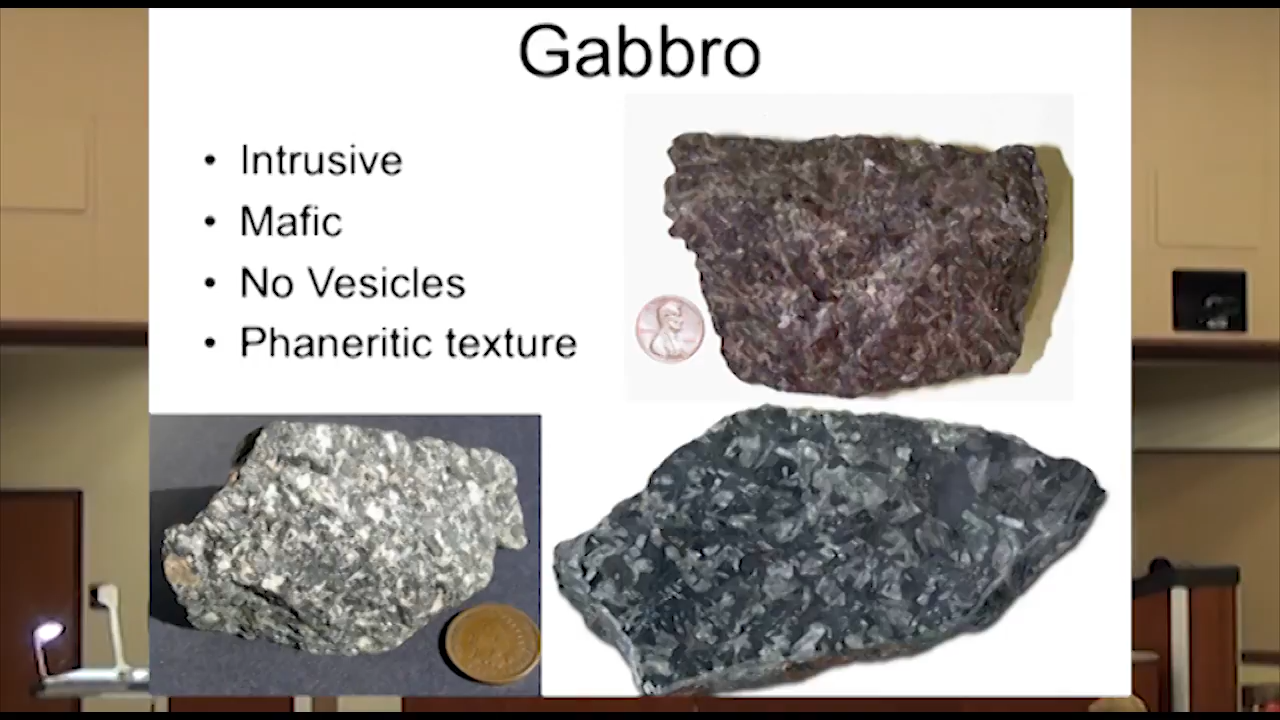 Gabbro
• Intrusive
• Mafic
• No Vesicles
• Phaneritic texture